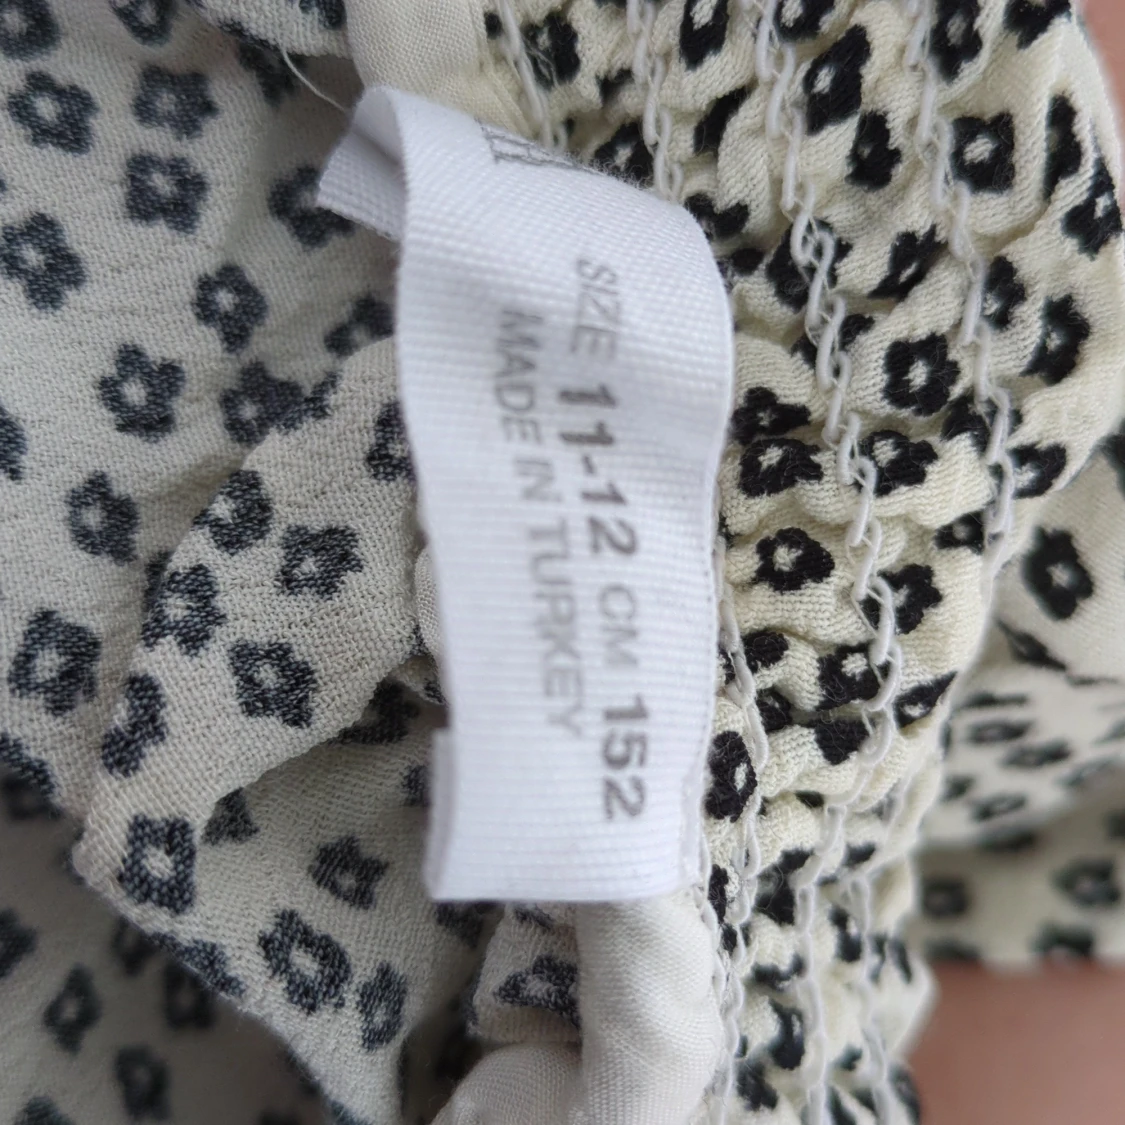 SIZE 11-12 CM 152
MADE IN TURKEY